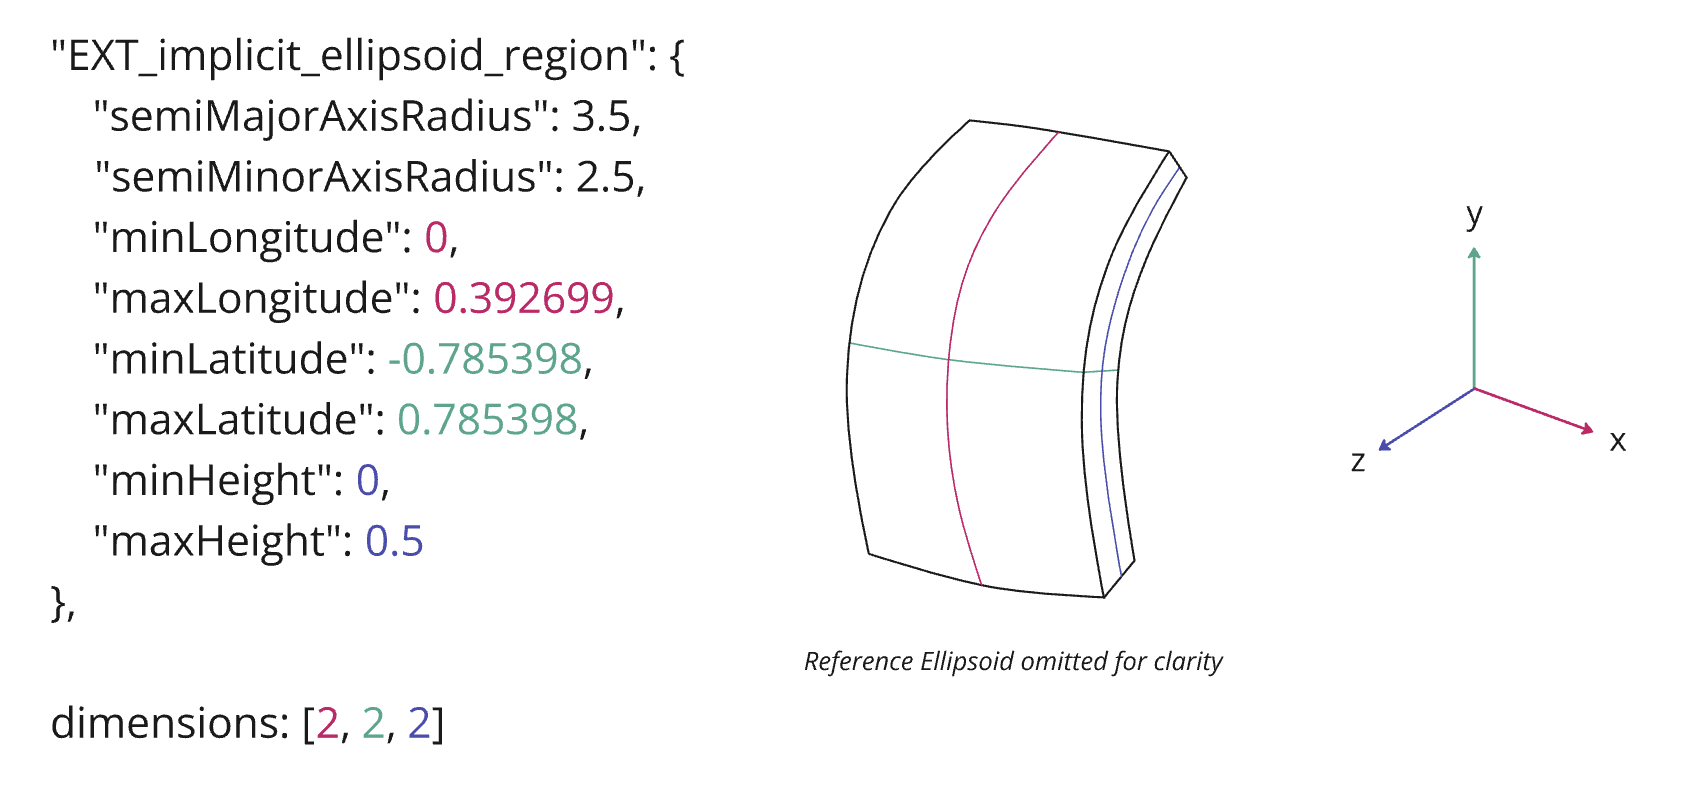 "EXT_implicit_ellipsoid_region": {
"semiMajorAxisRadius": 3.5,
"semiMinorAxisRadius": 2.5,
"minLongitude": 0,
"maxLongitude": 0.392699,
"minLatitude": -0.785398,
"maxLatitude": 0.785398,
"minHeight": 0,
"maxHeight": 0.5
},
dimensions: [2, 2, 2]
Reference Ellipsoid omitted for clarity
y
x
z